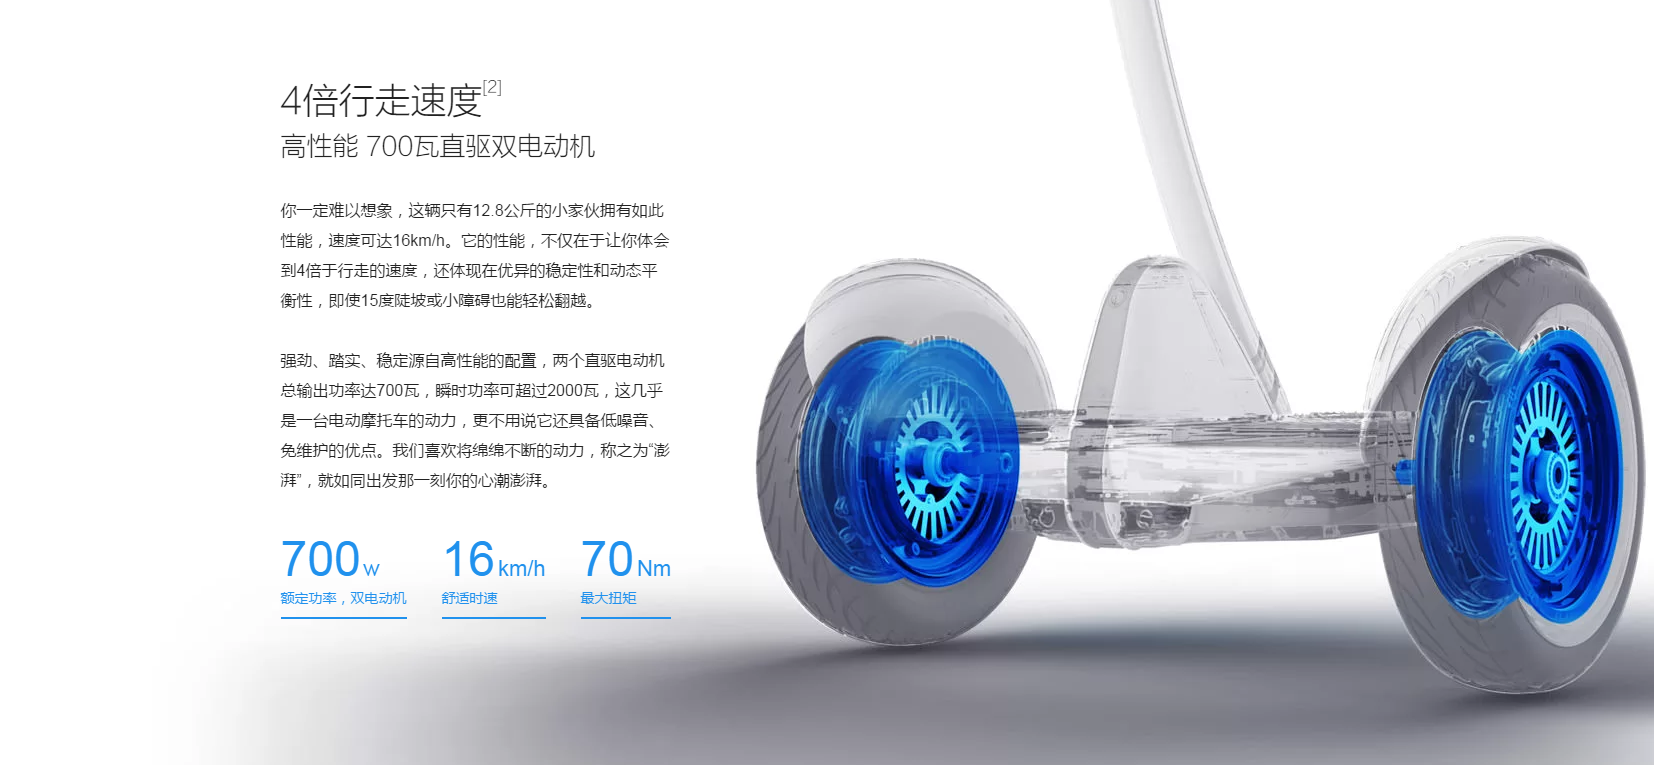 4倍行走速度[2]
高性能 700瓦直驱双电动机
你一定难以想象，这辆只有12.8公斤的小家伙拥有如此
性能，速度可达16km/h。它的性能，不仅在于让你体会
到4倍于行走的速度，还体现在优异的稳定性和动态平
衡性，即使15度陡坡或小障碍也能轻松翻越。
强劲、踏实、稳定源自高性能的配置，两个直驱电动机
总输出功率达700瓦，瞬时功率可超过2000瓦，这几乎
是一台电动摩托车的动力，更不用说它还具备低噪音、
免维护的优点。我们喜欢将绵绵不断的动力，称之为“澎
湃”，就如同出发那一刻你的心潮澎湃。
700w 16km/h 70Nm
额定功率，双电动机 舒适时速 最大扭矩